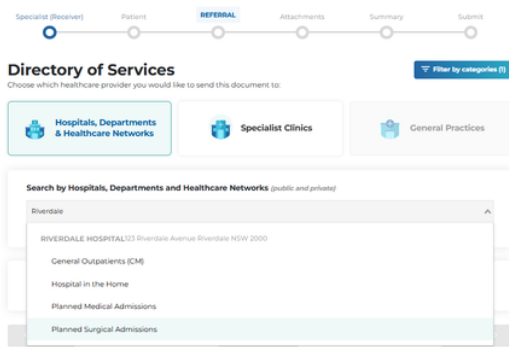 Specialist (Receiver) Patient REFERRAL Attachments Summary Submit
Directory of Services
Filter by categories (1)
Choose which healthcare provider you would like to send this document to:
Hospitals, Departments
& Healthcare Networks
Specialist Clinics
General Practices
Search by Hospitals, Departments and Healthcare Networks (public and private)
Riverdale
RIVERDALE HOSPITAL123 Riverdale Avenue Riverdale NSW 2000
General Outpatients (CM)
Hospital in the Home
Planned Medical Admissions
Planned Surgical Admissions